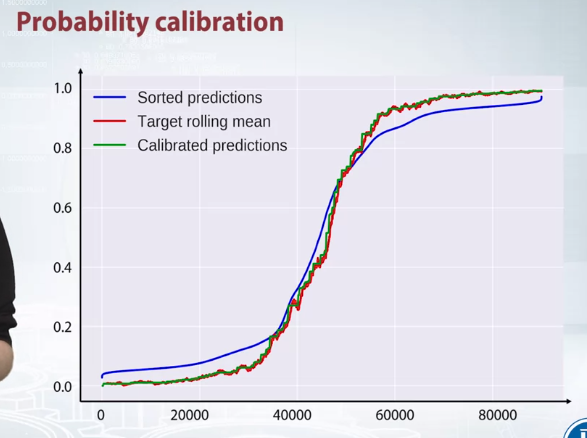 Probability calibration
1.0
Sorted predictions
Target rolling mean
0.8
Calibrated predictions
0.6
0.4
0.2
0.0
0 20000 40000 60000 80000